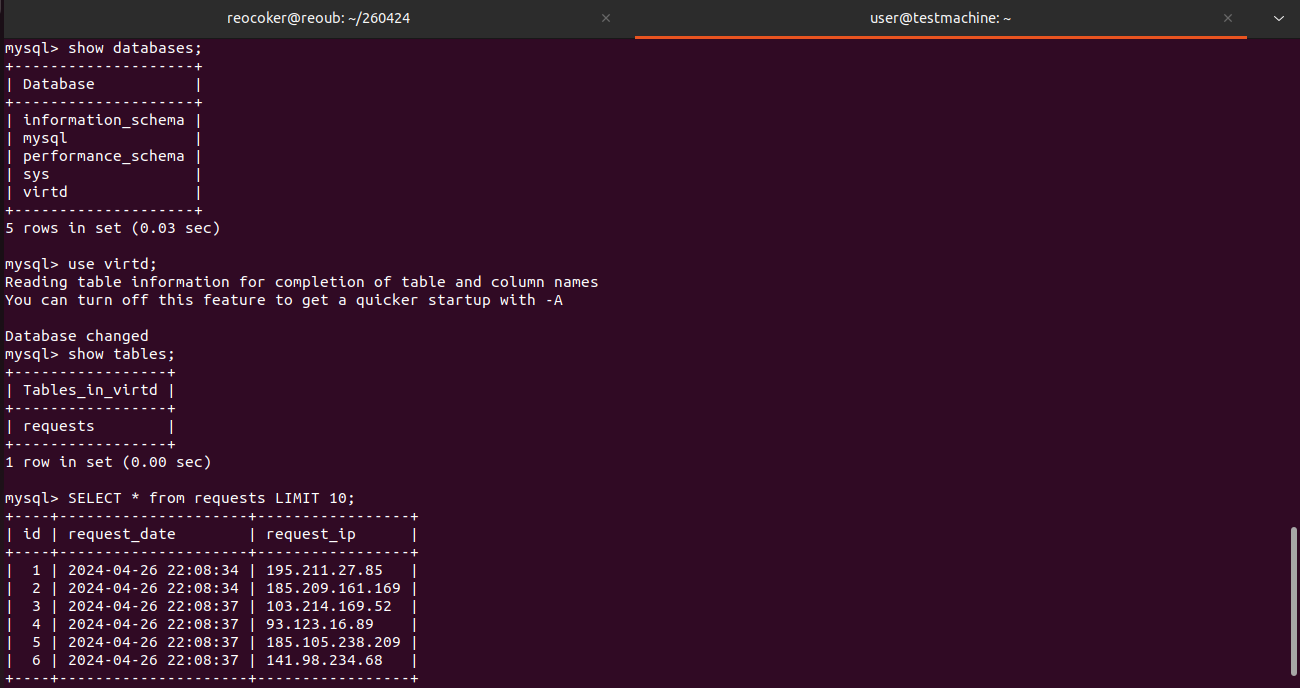 reocoker@reoub: ~/260424 × user@testmachine: ~ ×
mysql> show databases;
+--------------------+
| Database           |
+--------------------+
| information_schema |
| mysql              |
| performance_schema |
| sys                |
| virtd              |
+--------------------+
5 rows in set (0.03 sec)

mysql> use virtd;
Reading table information for completion of table and column names
You can turn off this feature to get a quicker startup with -A

Database changed
mysql> show tables;
+-----------------+
| Tables_in_virtd |
+-----------------+
| requests        |
+-----------------+
1 row in set (0.00 sec)

mysql> SELECT * from requests LIMIT 10;
+----+---------------------+-----------------+
| id | request_date        | request_ip      |
+----+---------------------+-----------------+
|  1 | 2024-04-26 22:08:34 | 195.211.27.85   |
|  2 | 2024-04-26 22:08:34 | 185.209.161.169 |
|  3 | 2024-04-26 22:08:37 | 103.214.169.52  |
|  4 | 2024-04-26 22:08:37 | 93.123.16.89    |
|  5 | 2024-04-26 22:08:37 | 185.105.238.209 |
|  6 | 2024-04-26 22:08:37 | 141.98.234.68   |
+----+---------------------+-----------------+